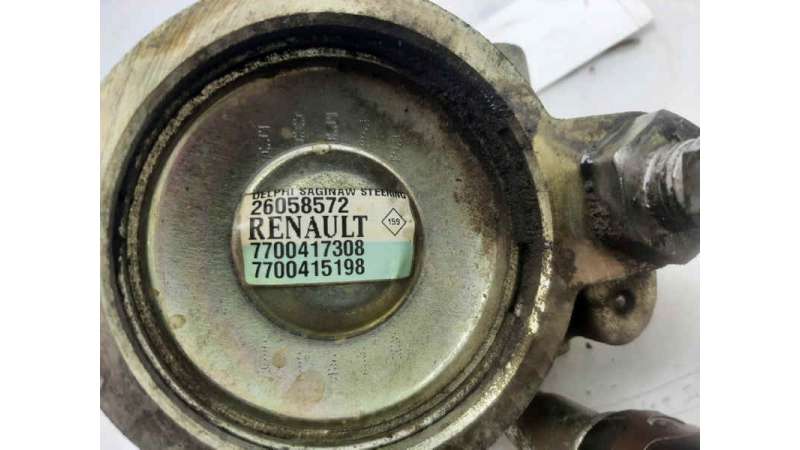 DELPHI SAGINAW STEERING
26058572
RENAULT
159
7700417308
7700415198